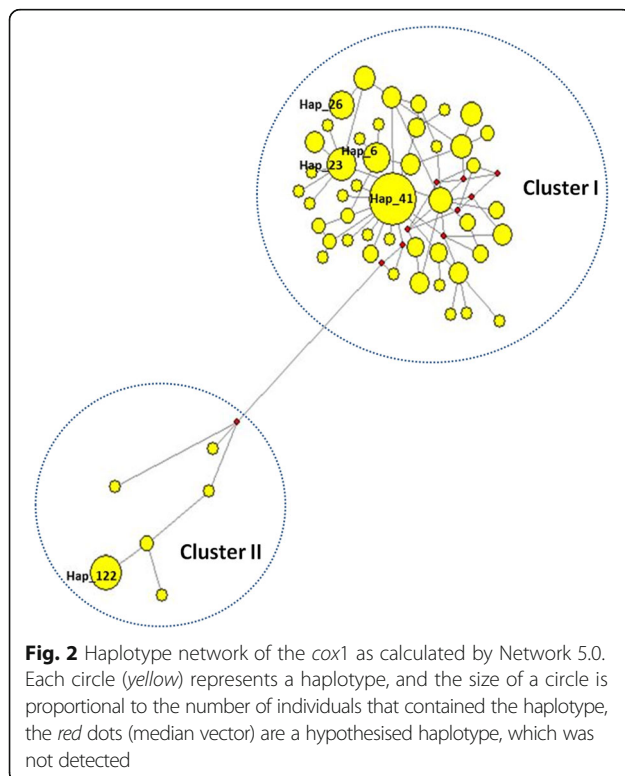 Hap_26
Hap_6
Hap_23
Cluster I
Hap_41
Cluster II
Hap_122
Fig. 2 Haplotype network of the cox1 as calculated by Network 5.0.
Each circle (yellow) represents a haplotype, and the size of a circle is
proportional to the number of individuals that contained the haplotype,
the red dots (median vector) are a hypothesised haplotype, which was
not detected